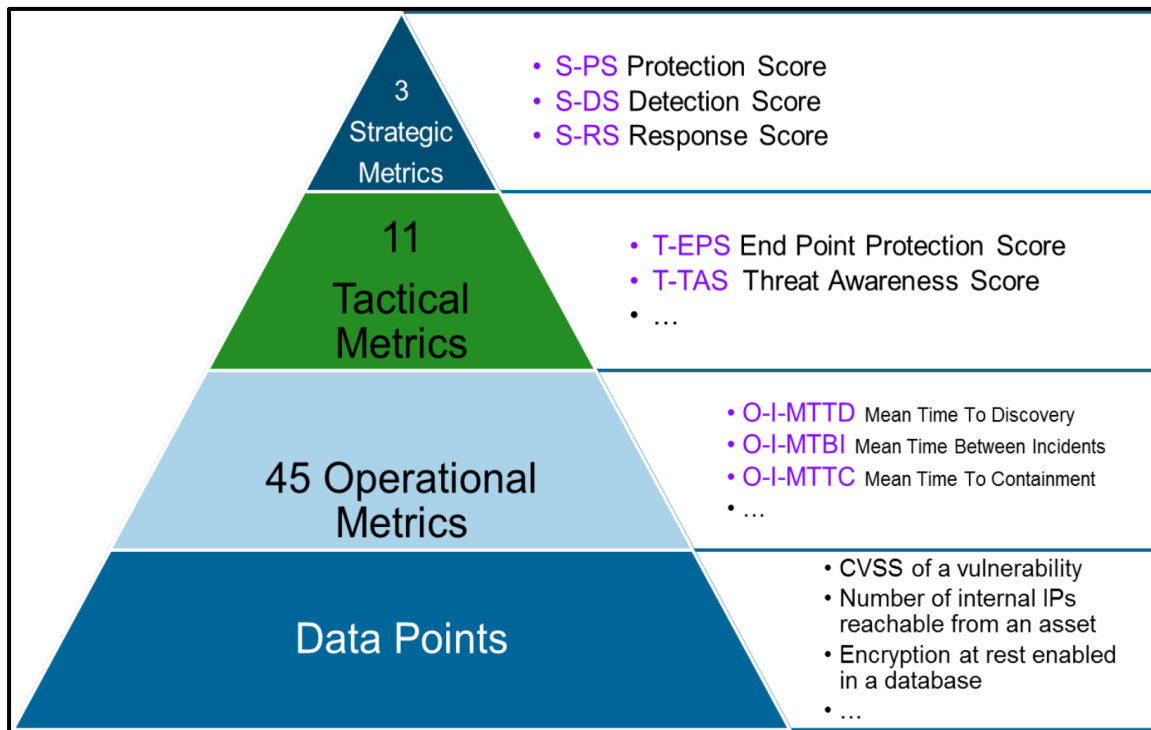 3
Strategic
Metrics
• S-PS Protection Score
• S-DS Detection Score
• S-RS Response Score
11
Tactical
Metrics
• T-EPS End Point Protection Score
• T-TAS Threat Awareness Score
• …
45 Operational
Metrics
• O-I-MTTD Mean Time To Discovery
• O-I-MTBI Mean Time Between Incidents
• O-I-MTTC Mean Time To Containment
• …
Data Points
• CVSS of a vulnerability
• Number of internal IPs
reachable from an asset
• Encryption at rest enabled
in a database
• …